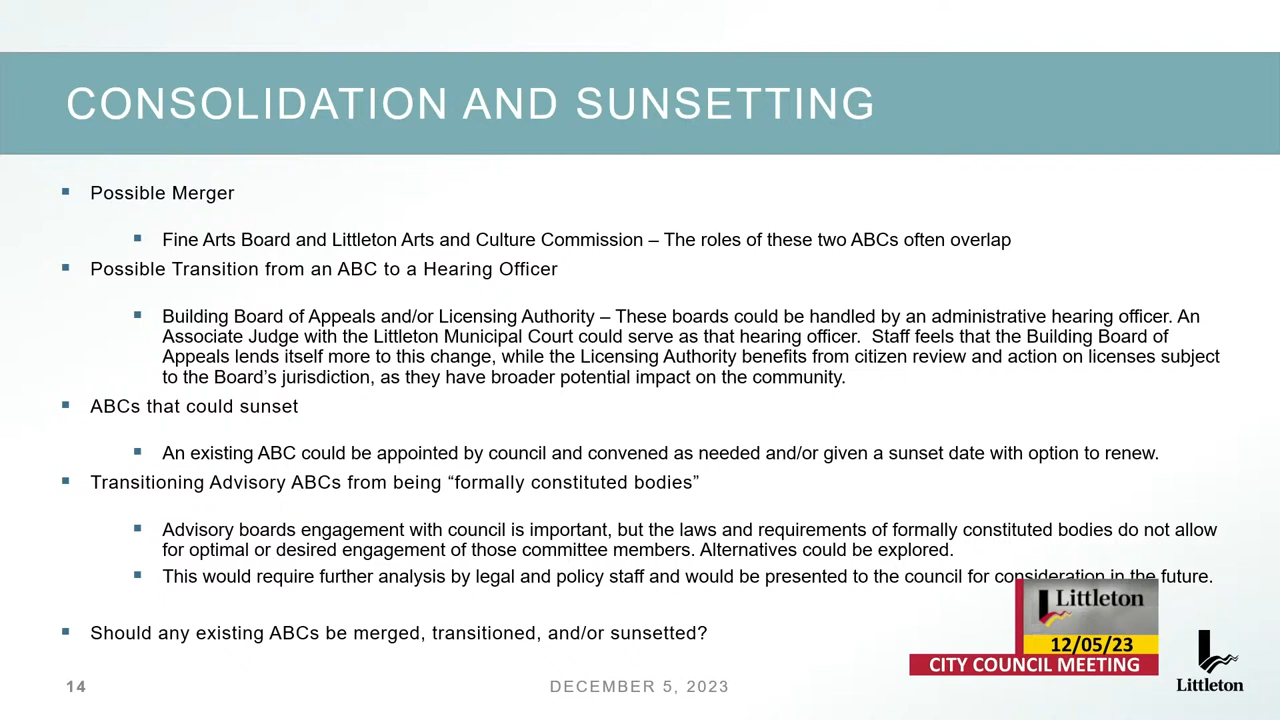 CONSOLIDATION AND SUNSETTING
Possible Merger
Fine Arts Board and Littleton Arts and Culture Commission – The roles of these two ABCs often overlap
Possible Transition from an ABC to a Hearing Officer
Building Board of Appeals and/or Licensing Authority – These boards could be handled by an administrative hearing officer. An
Associate Judge with the Littleton Municipal Court could serve as that hearing officer.  Staff feels that the Building Board of
Appeals lends itself more to this change, while the Licensing Authority benefits from citizen review and action on licenses subject
to the Board’s jurisdiction, as they have broader potential impact on the community.
ABCs that could sunset
An existing ABC could be appointed by council and convened as needed and/or given a sunset date with option to renew.
Transitioning Advisory ABCs from being “formally constituted bodies”
Advisory boards engagement with council is important, but the laws and requirements of formally constituted bodies do not allow
for optimal or desired engagement of those committee members. Alternatives could be explored.
This would require further analysis by legal and policy staff and would be presented to the council for consideration in the future.
Should any existing ABCs be merged, transitioned, and/or sunsetted?
Littleton
12/05/23
CITY COUNCIL MEETING
Littleton
14
DECEMBER 5, 2023